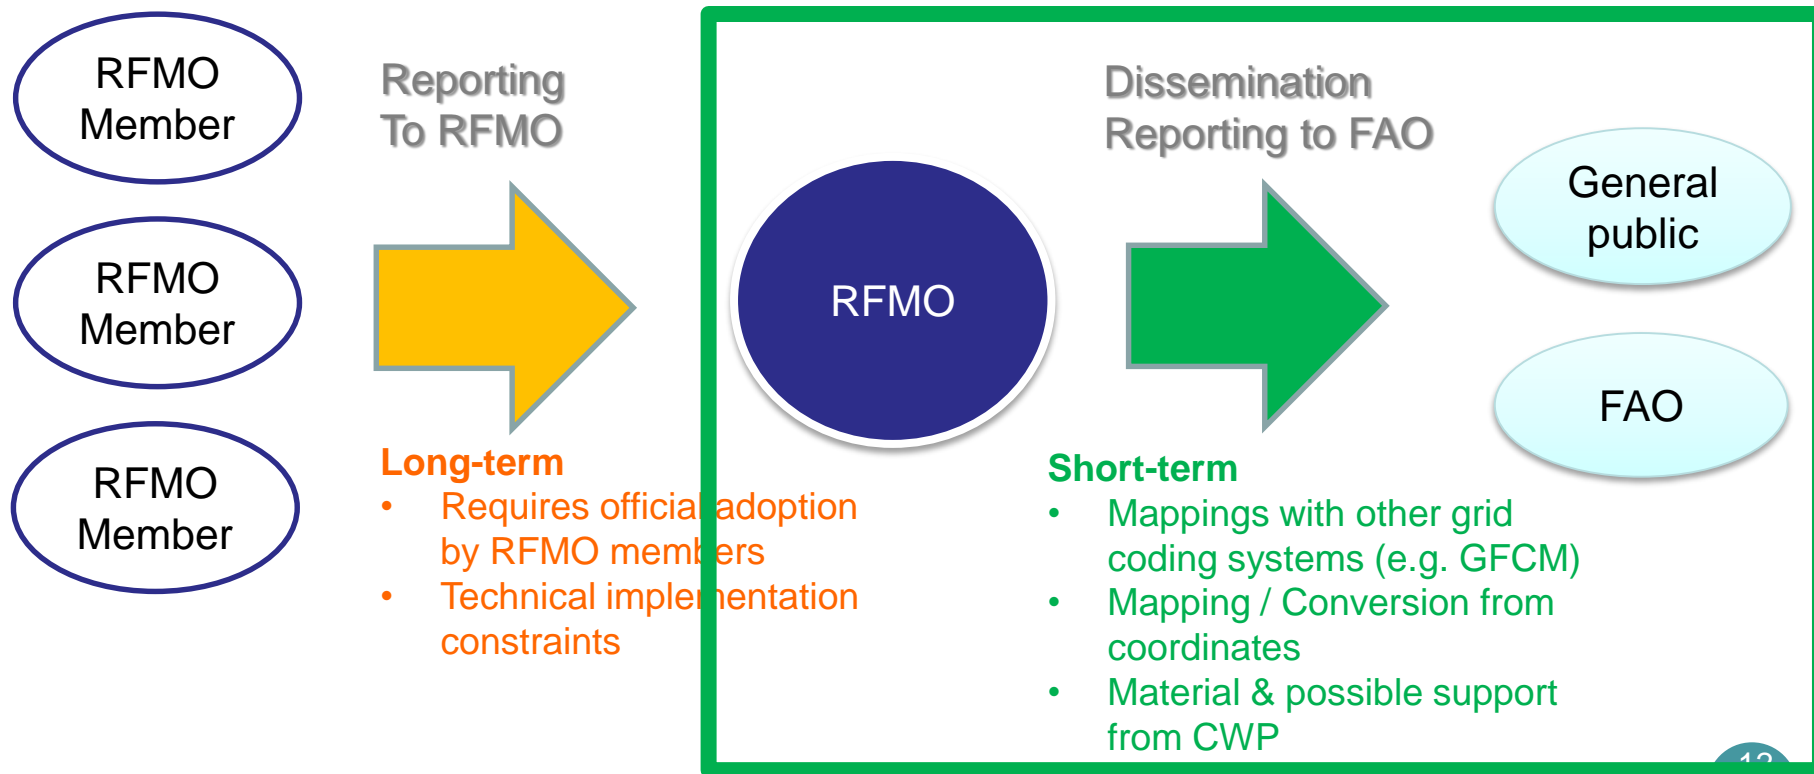 RFMO
Member
RFMO
Member
RFMO
Member
Reporting
To RFMO
Long-term
• Requires official adoption
by RFMO members
• Technical implementation
constraints
RFMO
Dissemination
Reporting to FAO
Short-term
• Mappings with other grid
coding systems (e.g. GFCM)
• Mapping / Conversion from
coordinates
• Material & possible support
from CWP
General
public
FAO